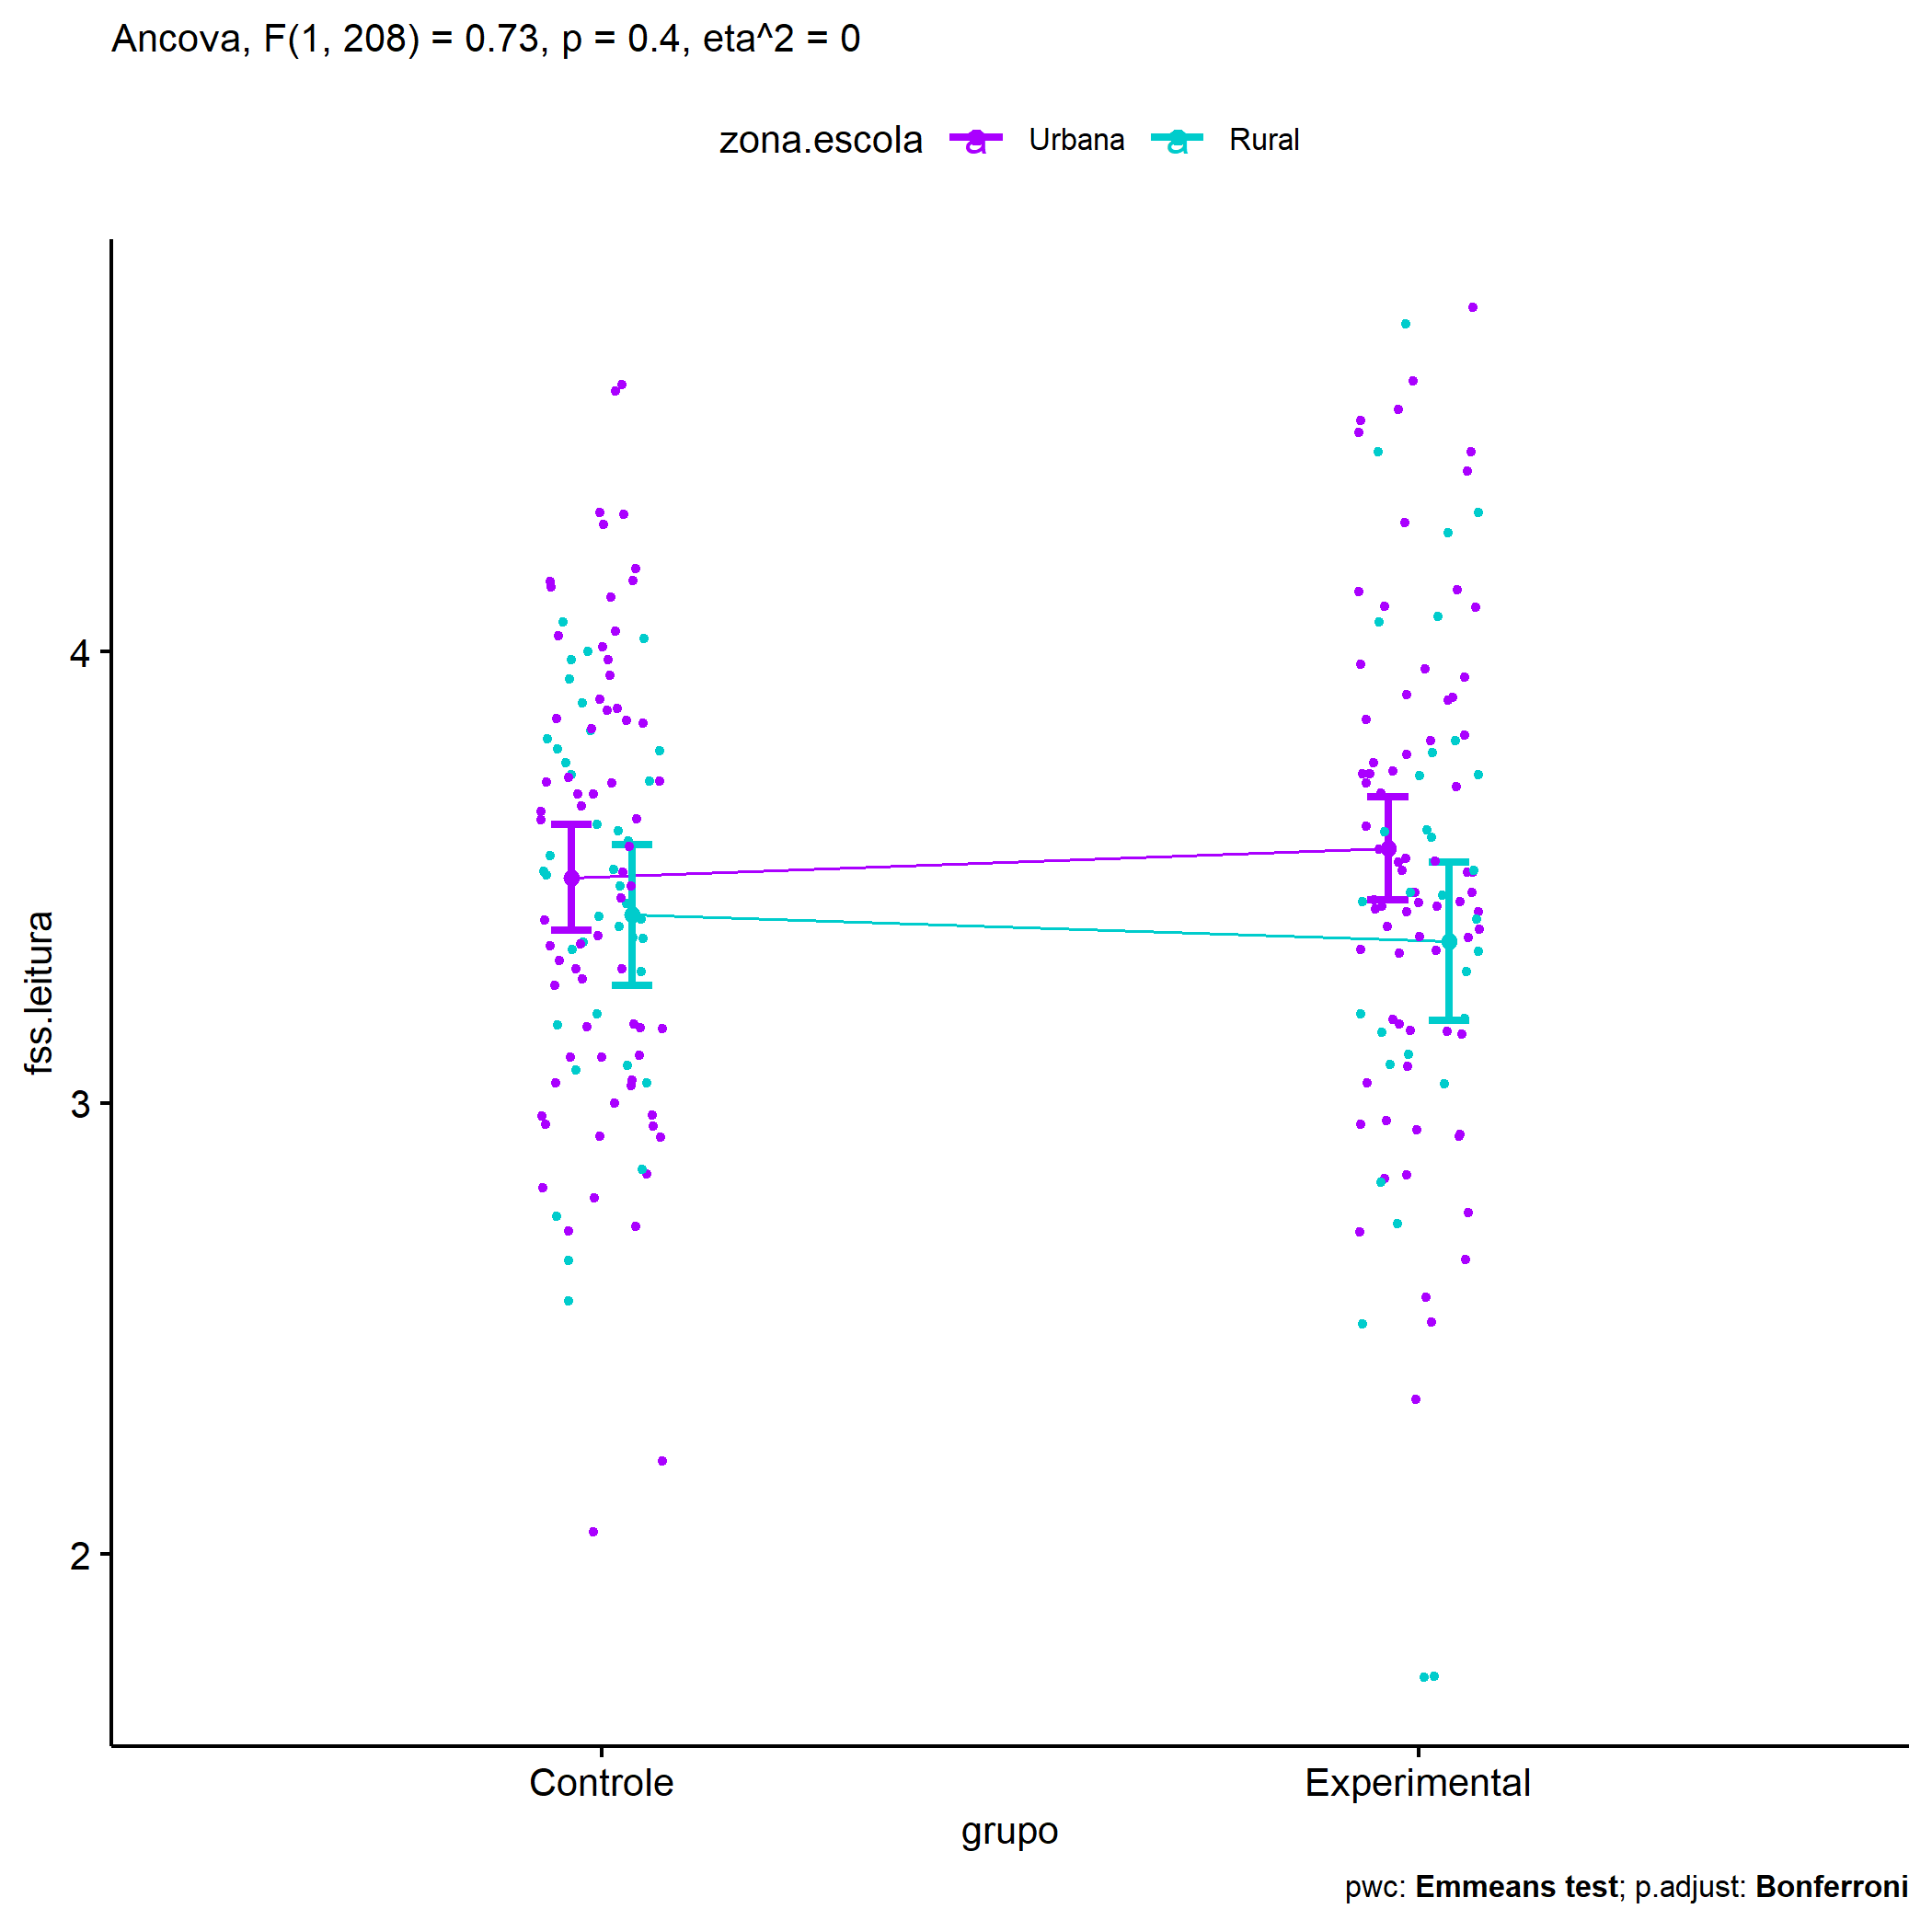 Ancova, F(1, 208) = 0.73, p = 0.4, eta^2 = 0
zona.escola a Urbana a Rural
fss.leitura
4
3
2
Controle Experimental
grupo
pwc: Emmeans test; p.adjust: Bonferroni